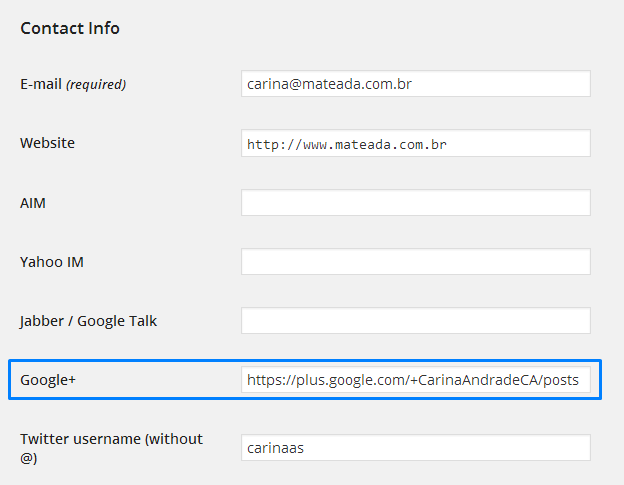 Contact Info
E-mail (required) carina@mateada.com.br
Website http://www.mateada.com.br
AIM
Yahoo IM
Jabber / Google Talk
Google+ https://plus.google.com/+CarinaAndradeCA/posts
Twitter username (without
@) carinaas